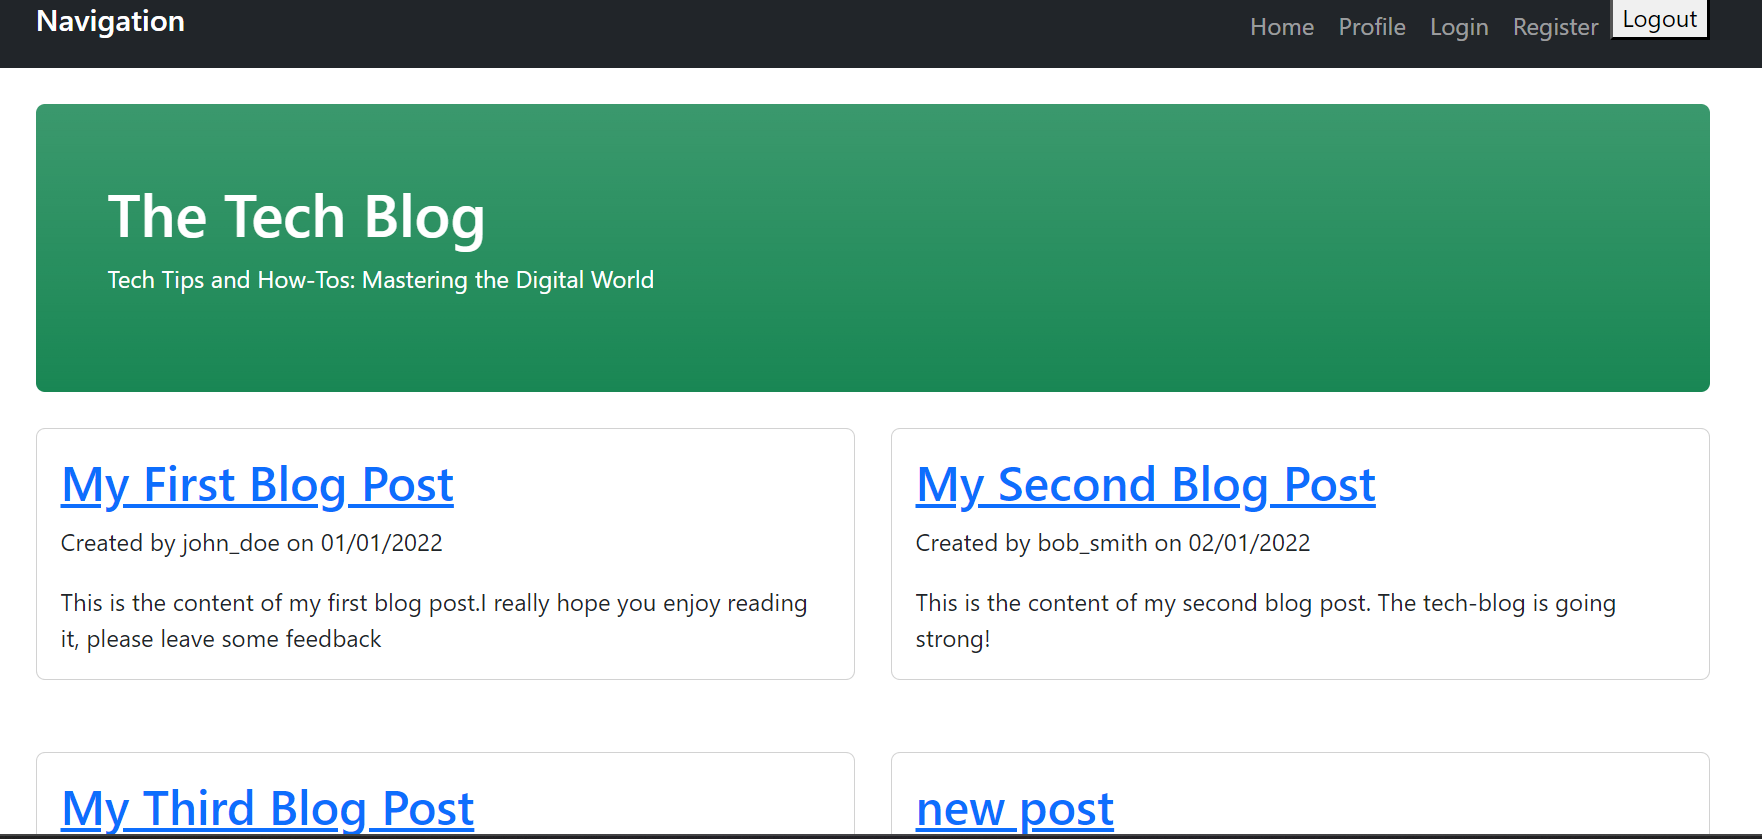 Navigation
Home Profile Login Register Logout
The Tech Blog
Tech Tips and How-Tos: Mastering the Digital World
My First Blog Post
Created by john_doe on 01/01/2022
This is the content of my first blog post.I really hope you enjoy reading
it, please leave some feedback
My Second Blog Post
Created by bob_smith on 02/01/2022
This is the content of my second blog post. The tech-blog is going
strong!
My Third Blog Post
new post